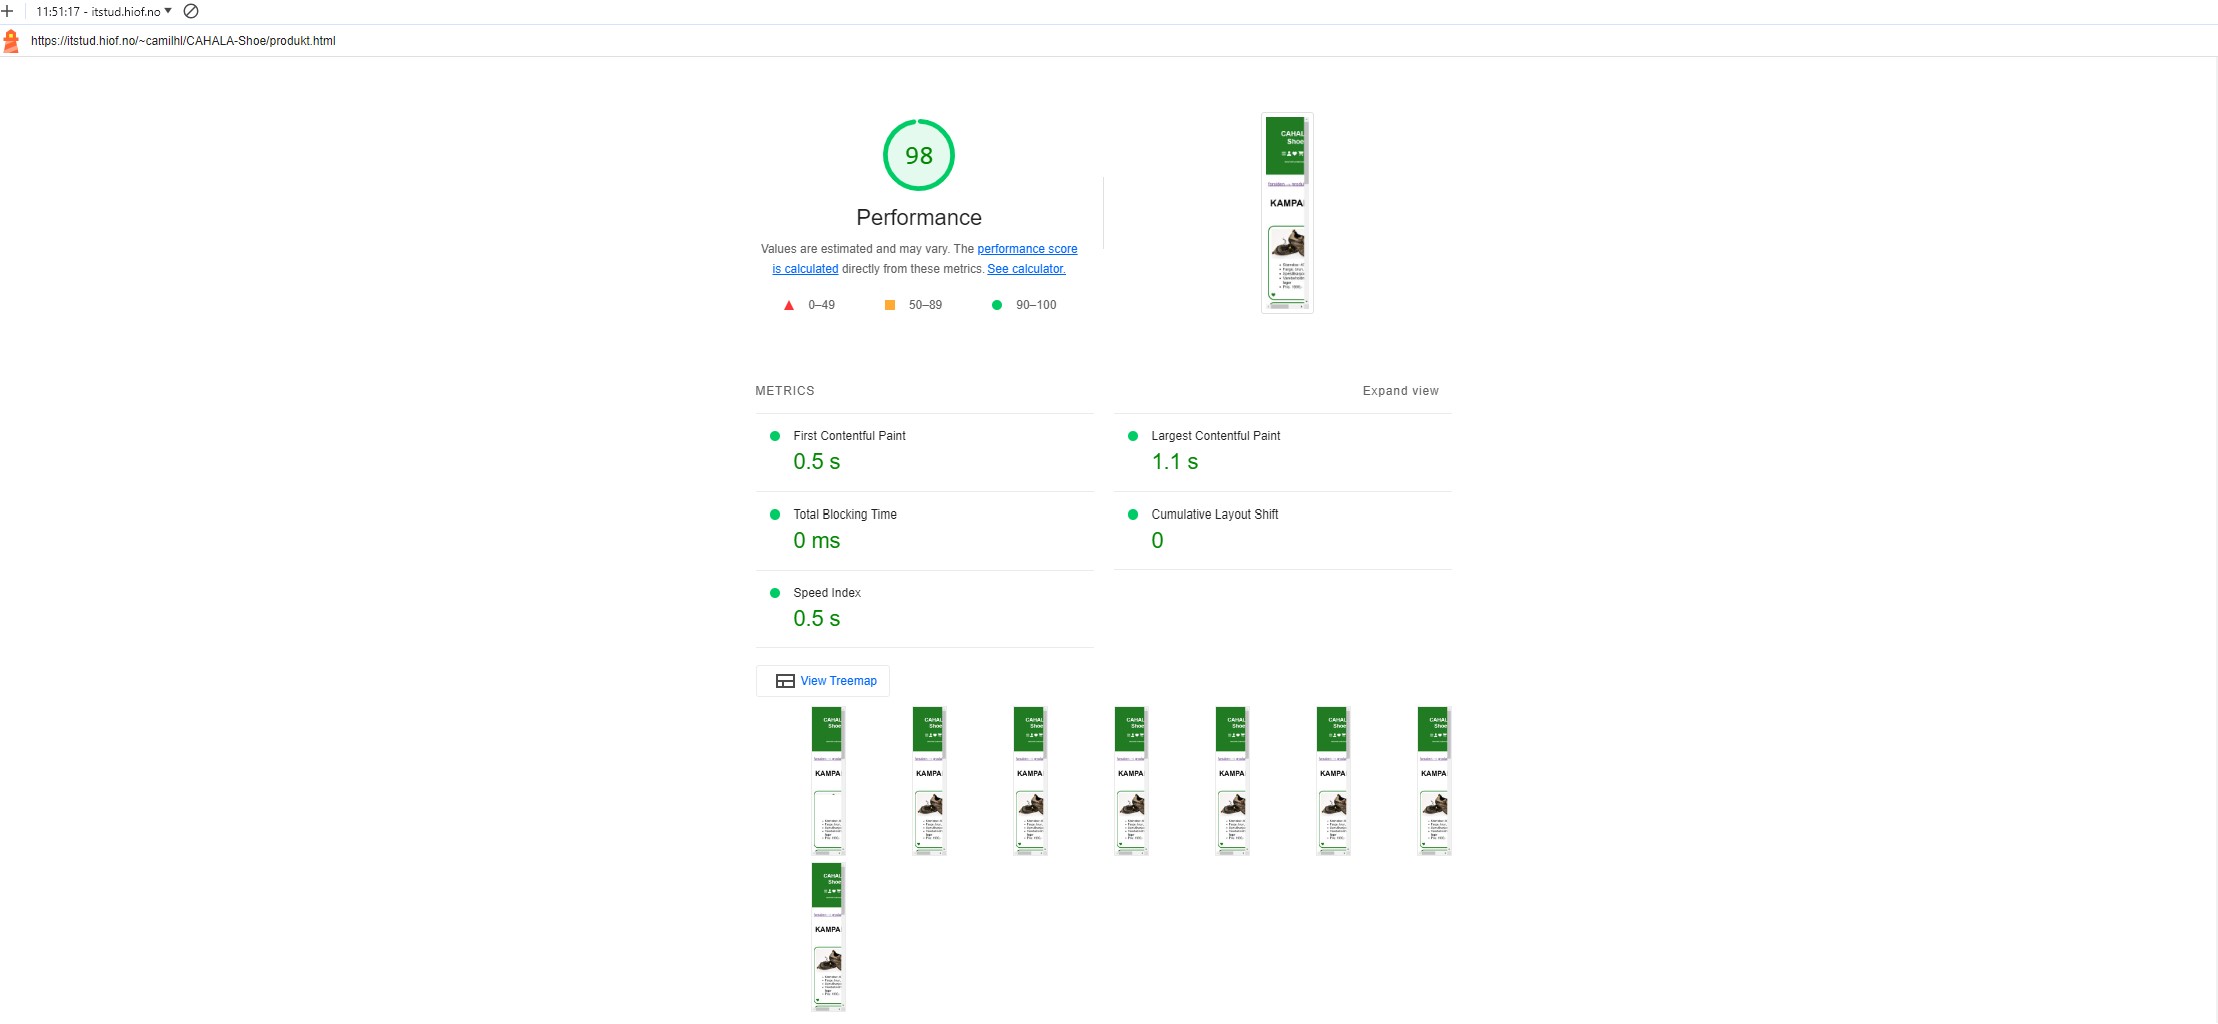 11:51:17 - itstud.hiof.no
https://itstud.hiof.no/~camilhl/CAHALA-Shoe/produkt.html
98
Performance
Values are estimated and may vary. The performance score
is calculated directly from these metrics. See calculator.
0–49
50–89
90–100
CAHAL
Shoe
KAMPA
METRICS
Expand view
First Contentful Paint
0.5 s
Largest Contentful Paint
1.1 s
Total Blocking Time
0 ms
Cumulative Layout Shift
0
Speed Index
0.5 s
View Treemap
CAHAL
Shoe
KAMPA
CAHAL
Shoe
KAMPA
CAHAL
Shoe
KAMPA
CAHAL
Shoe
KAMPA
CAHAL
Shoe
KAMPA
CAHAL
Shoe
KAMPA
CAHAL
Shoe
KAMPA
CAHAL
Shoe
KAMPA